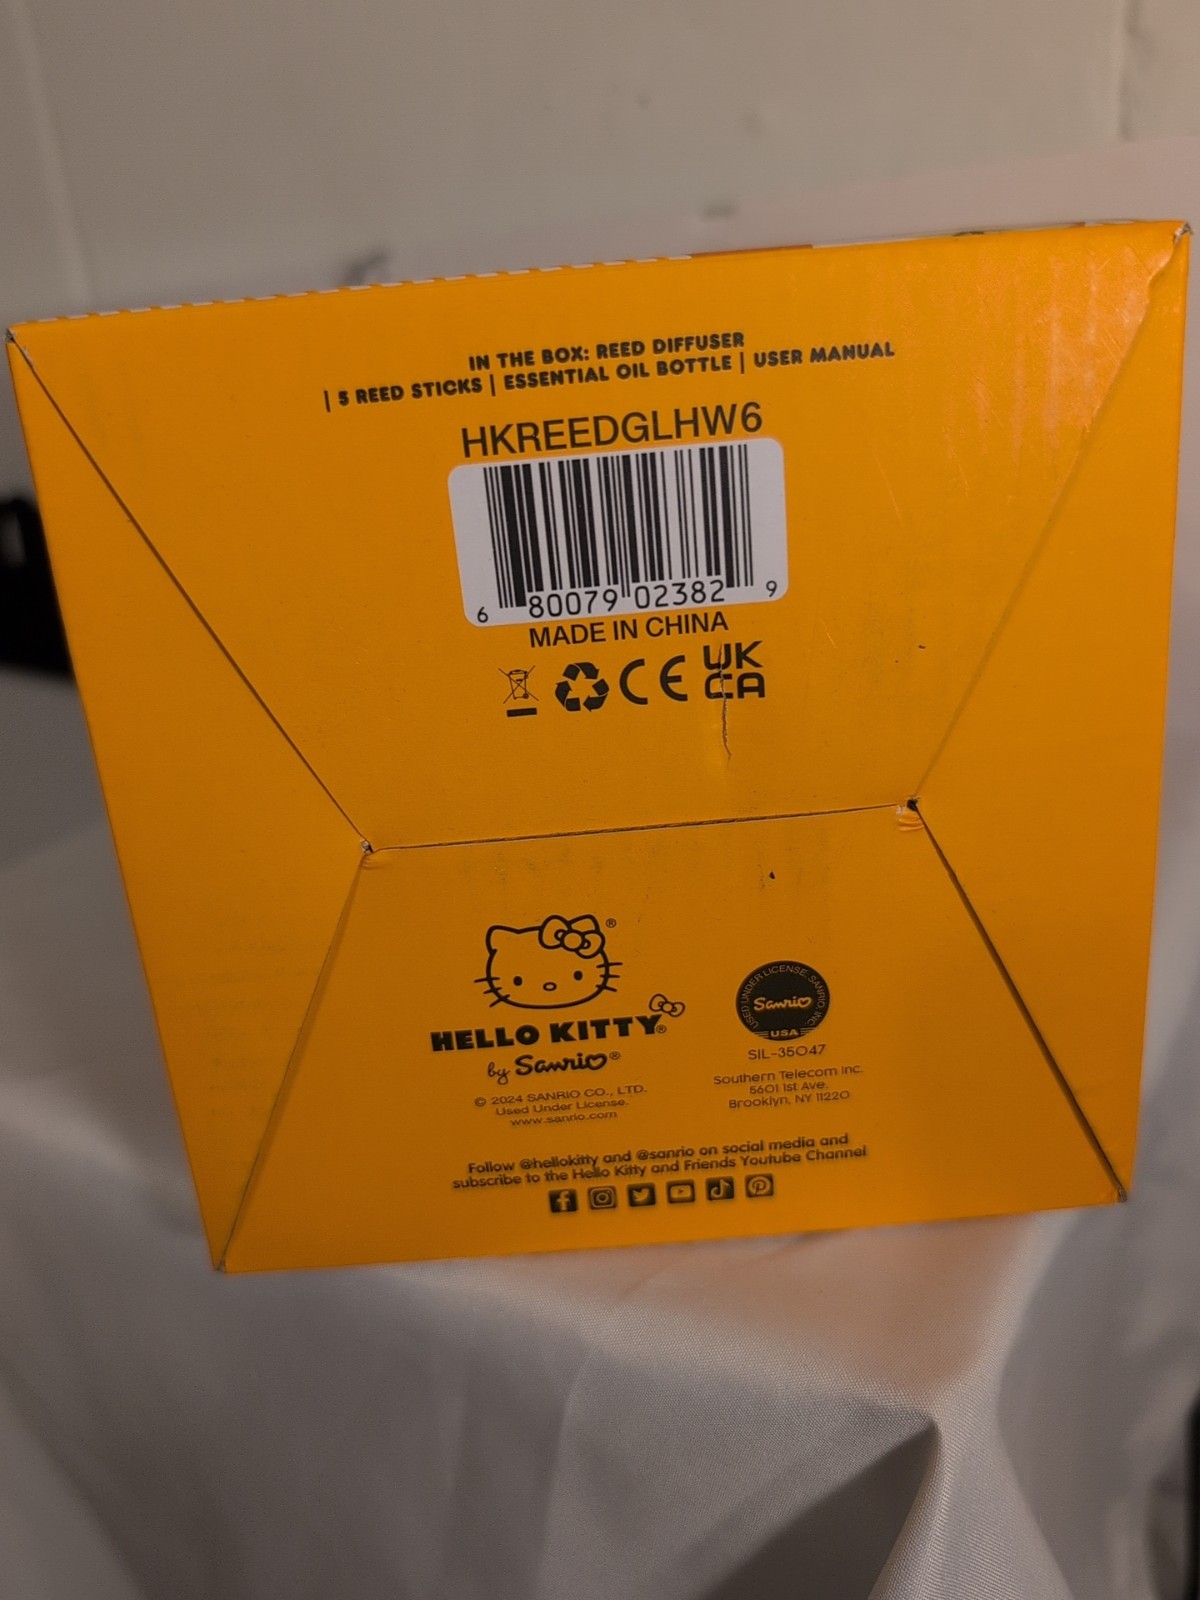 IN THE BOX: REED DIFFUSER
| 5 REED STICKS | ESSENTIAL OIL BOTTLE | USER MANUAL
HKREEDGLHW6
6 80079 02382 9
MADE IN CHINA
CE UK CA
HELLO KITTY®
by Sanrio®
© 2024 SANRIO CO., LTD.
Used Under License.
www.sanrio.com
USED UNDER LICENSE. SANRIO, INC.
Sanrio
USA
SIL-35047
Southern Telecom Inc.
5601 1st Ave.
Brooklyn, NY 11220
Follow @hellokitty and @sanrio on social media and
subscribe to the Hello Kitty and Friends Youtube Channel